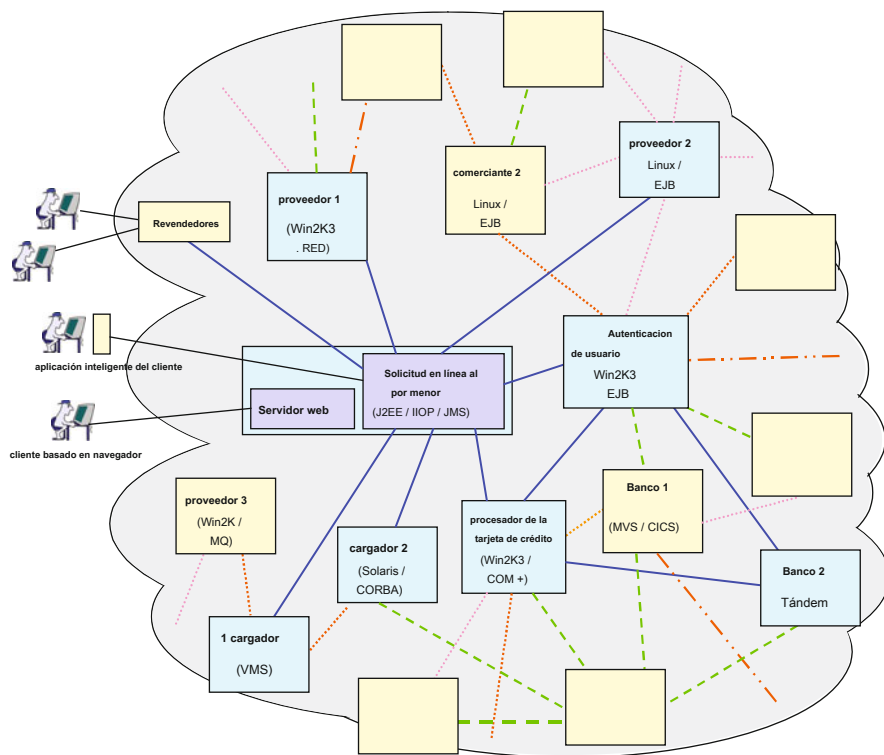 proveedor 2
Linux /
EJB
comerciante 2
Linux /
EJB
proveedor 1
(Win2K3
. RED)
Revendedores
Autenticacion
de usuario
Win2K3
EJB
aplicación inteligente del cliente
Solicitud en línea al
por menor
(J2EE / IIOP / JMS)
Servidor web
cliente basado en navegador
proveedor 3
(Win2K /
MQ)
cargador 2
(Solaris /
CORBA)
procesador de la
tarjeta de crédito
(Win2K3 /
COM +)
Banco 1
(MVS / CICS)
Banco 2
Tándem
1 cargador
(VMS)